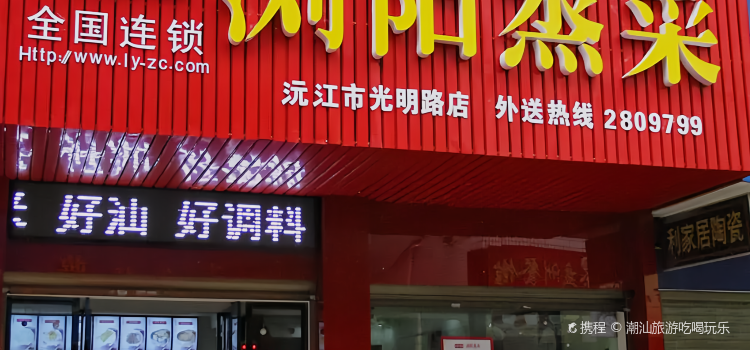 浏阳蒸菜
全国连锁
Http://www.ly-zc.com
沅江市光明路店 外送热线 2809799
好油 好调料
利家居陶瓷
携程 © 潮汕旅游吃喝玩乐